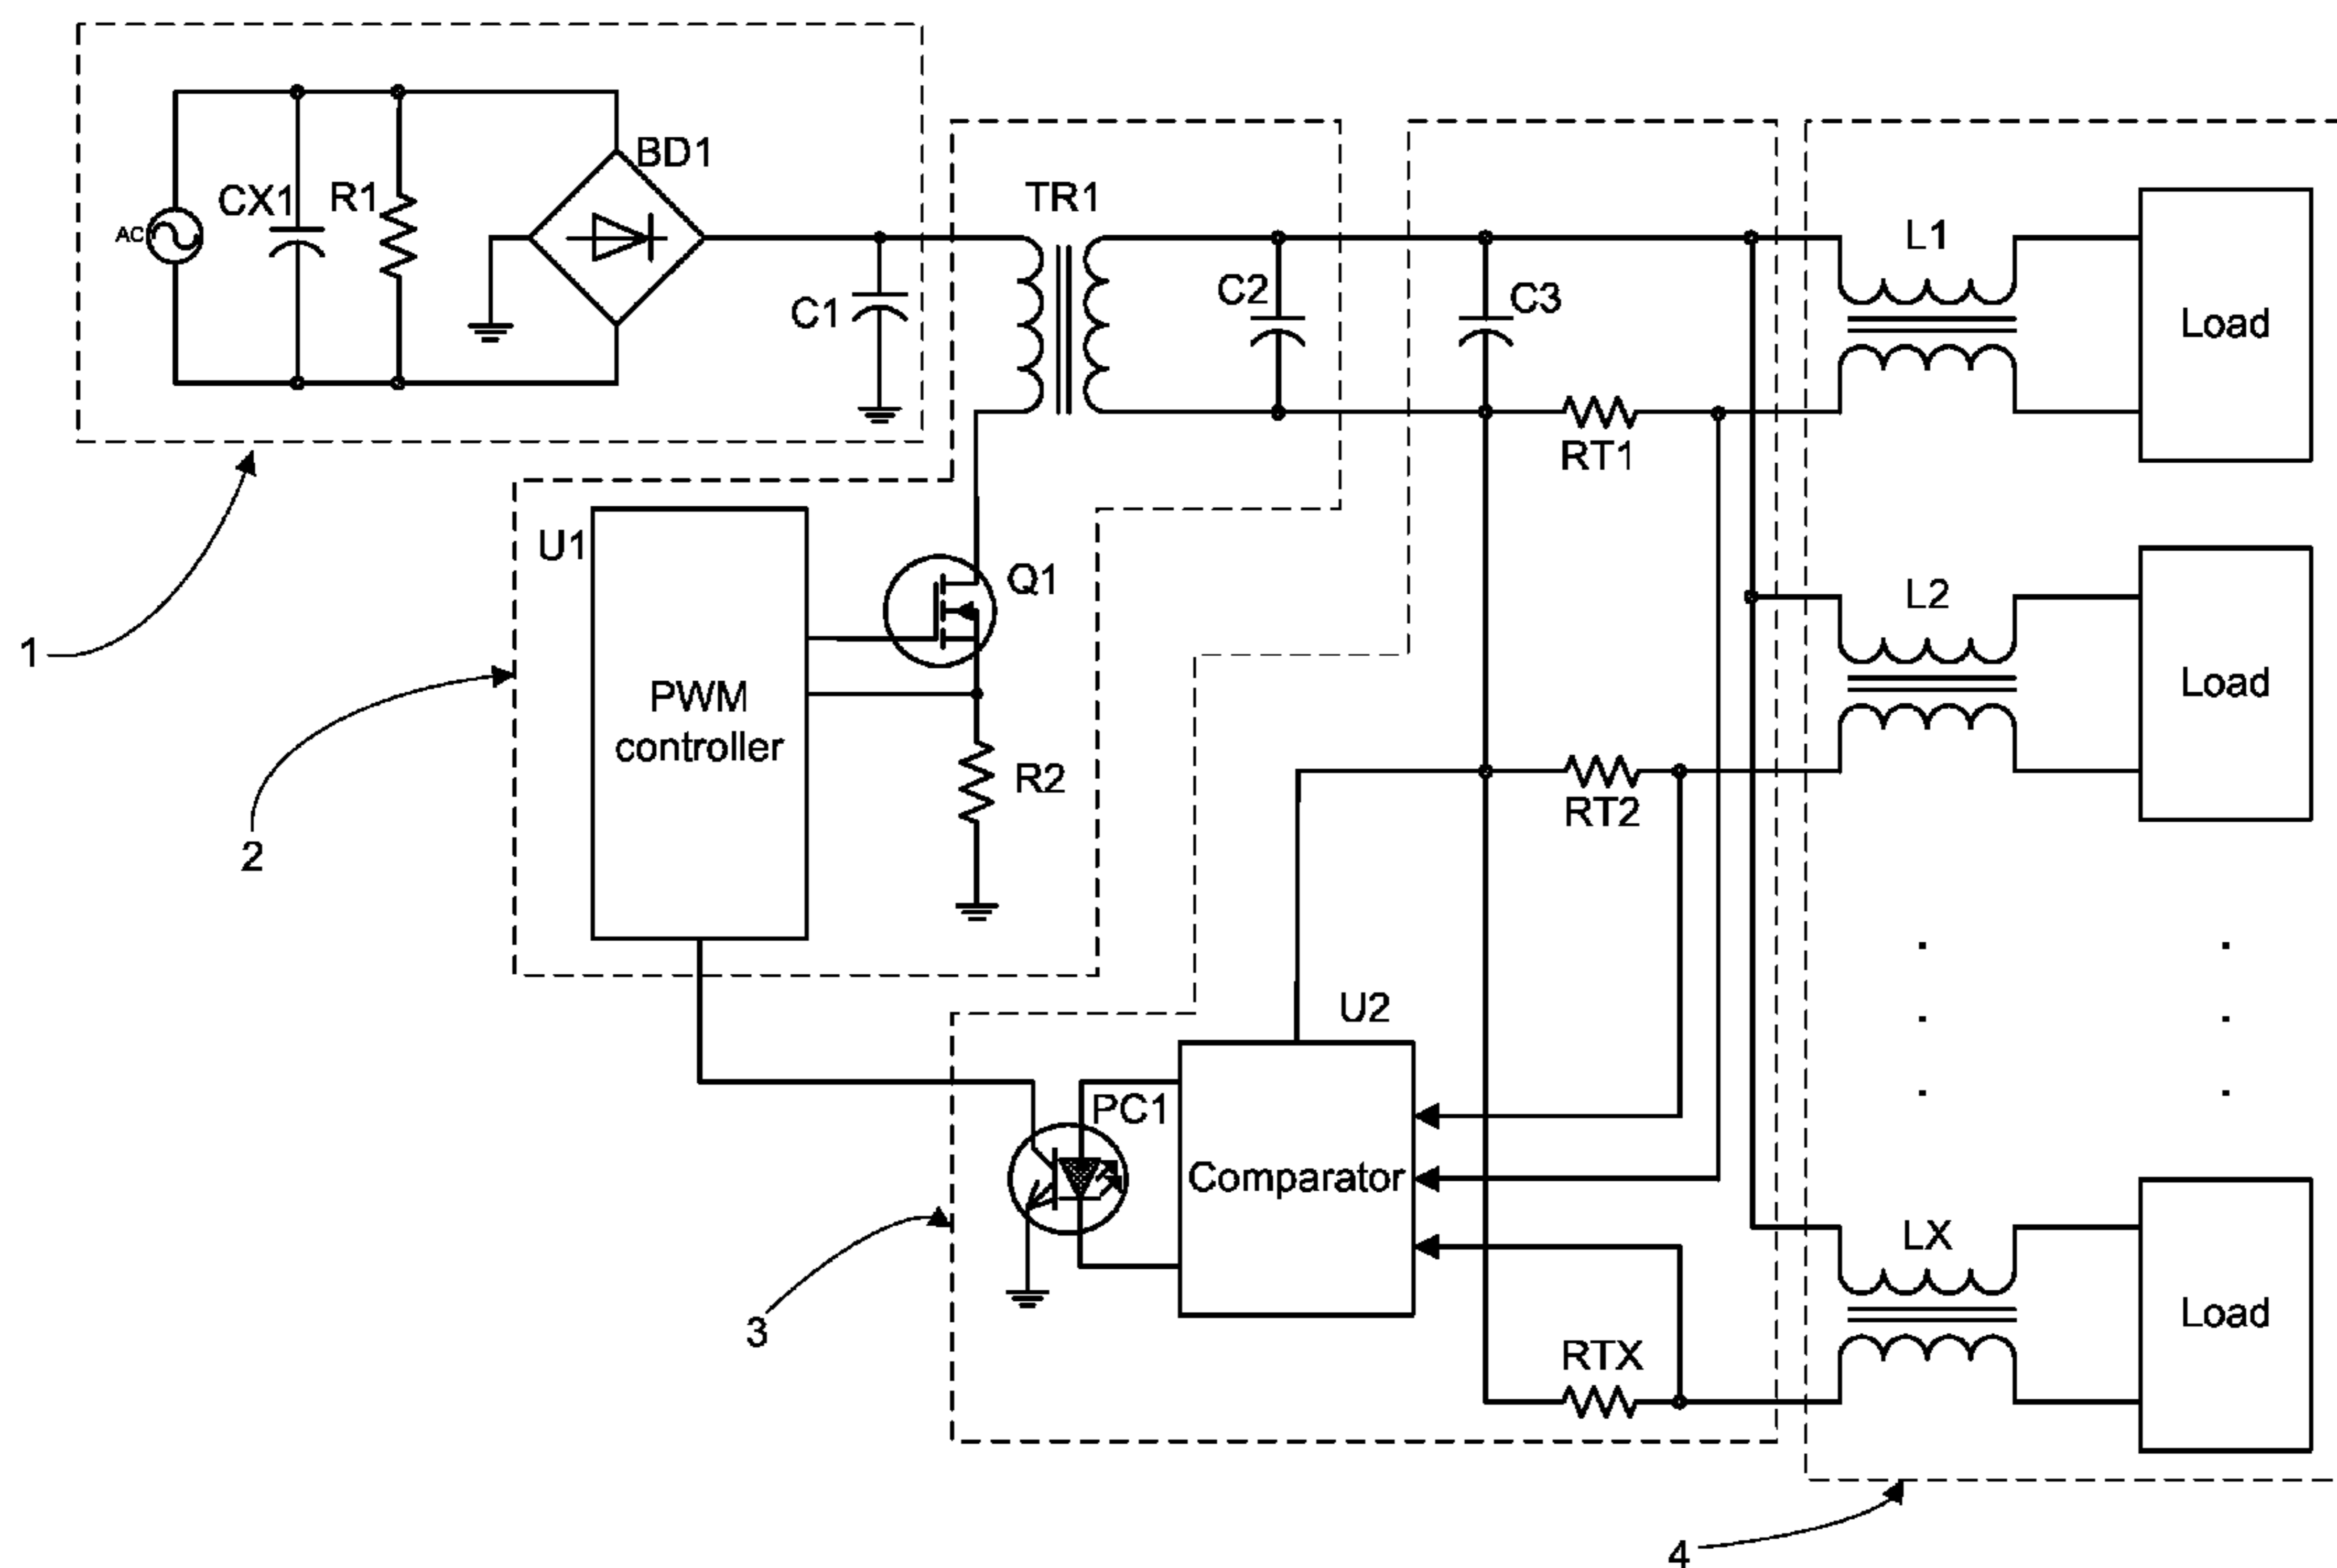 BD1
AC
CX1
R1
C1
TR1
C2
C3
L1
Load
RT1
U1
Q1
L2
Load
1
PWM
controller
R2
RT2
2
U2
PC1
Comparator
LX
Load
3
RTX
4